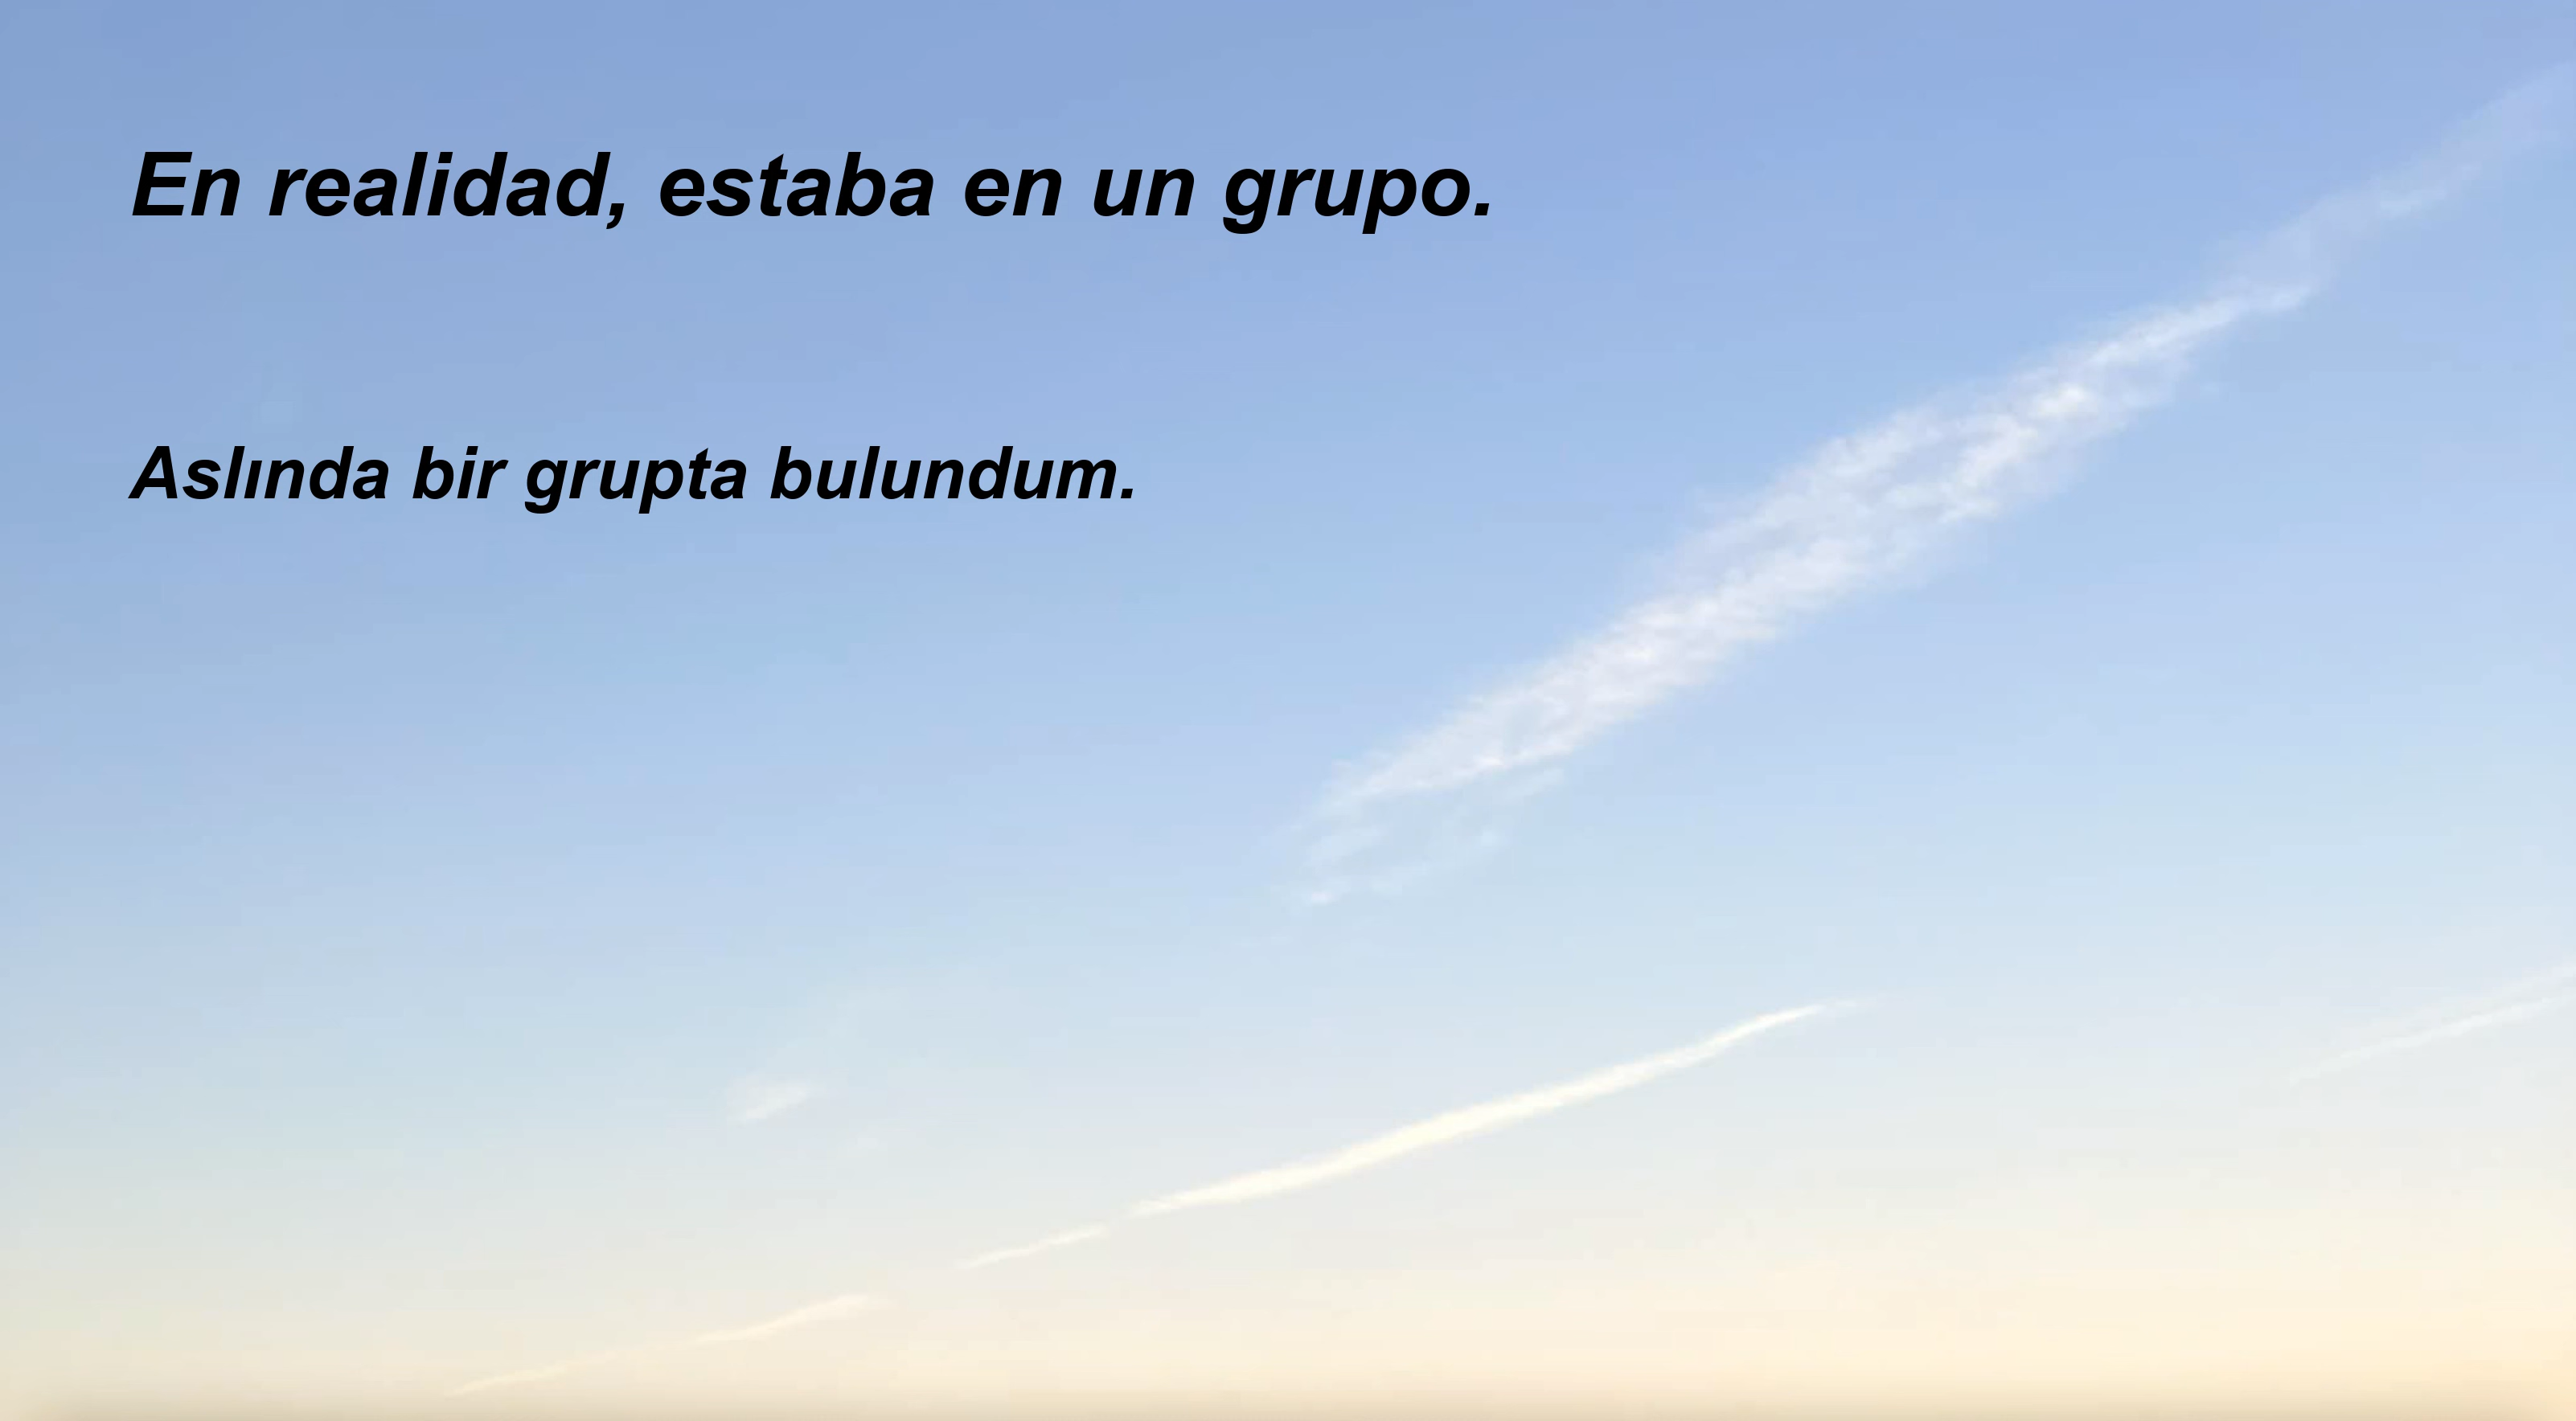 En realidad, estaba en un grupo.
Aslında bir grupta bulundum.